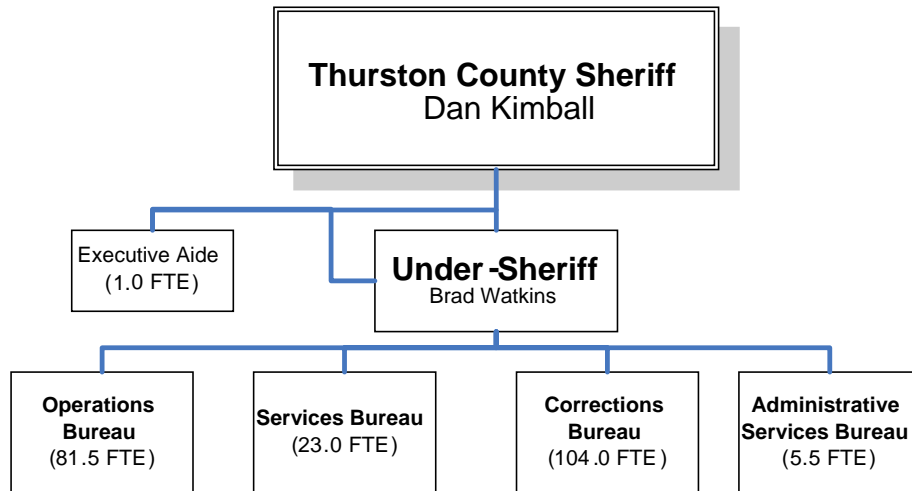 Thurston County Sheriff
Dan Kimball
Executive Aide
(1.0 FTE)
Under-Sheriff
Brad Watkins
Operations
Bureau
(81.5 FTE)
Services Bureau
(23.0 FTE)
Corrections
Bureau
(104.0 FTE)
Administrative
Services Bureau
(5.5 FTE)